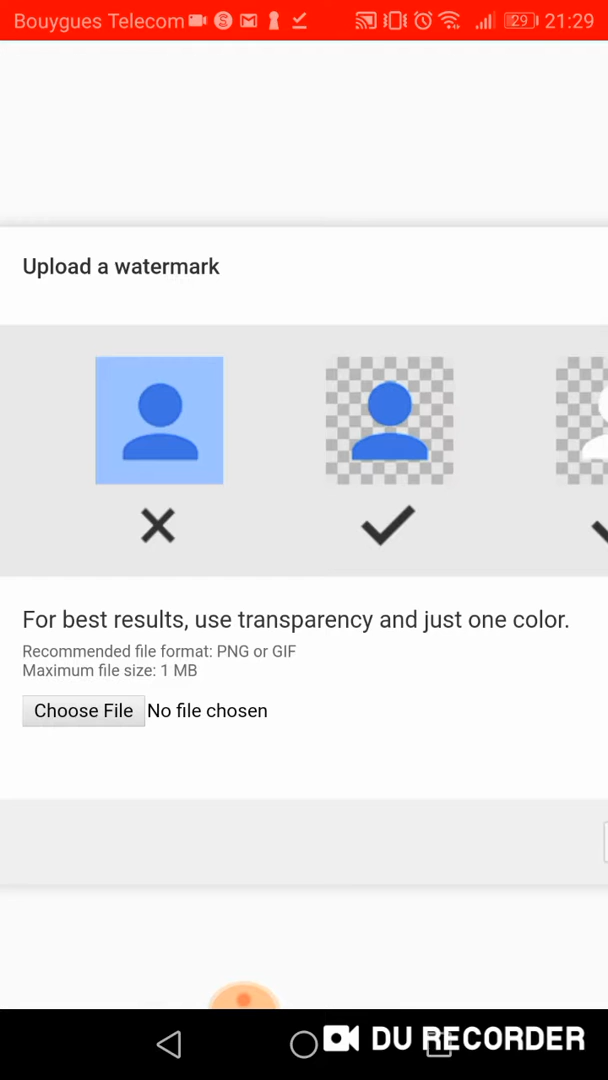 Bouygues Telecom 29 21:29
Upload a watermark
For best results, use transparency and just one color.
Recommended file format: PNG or GIF
Maximum file size: 1 MB
Choose File No file chosen
DU RECORDER